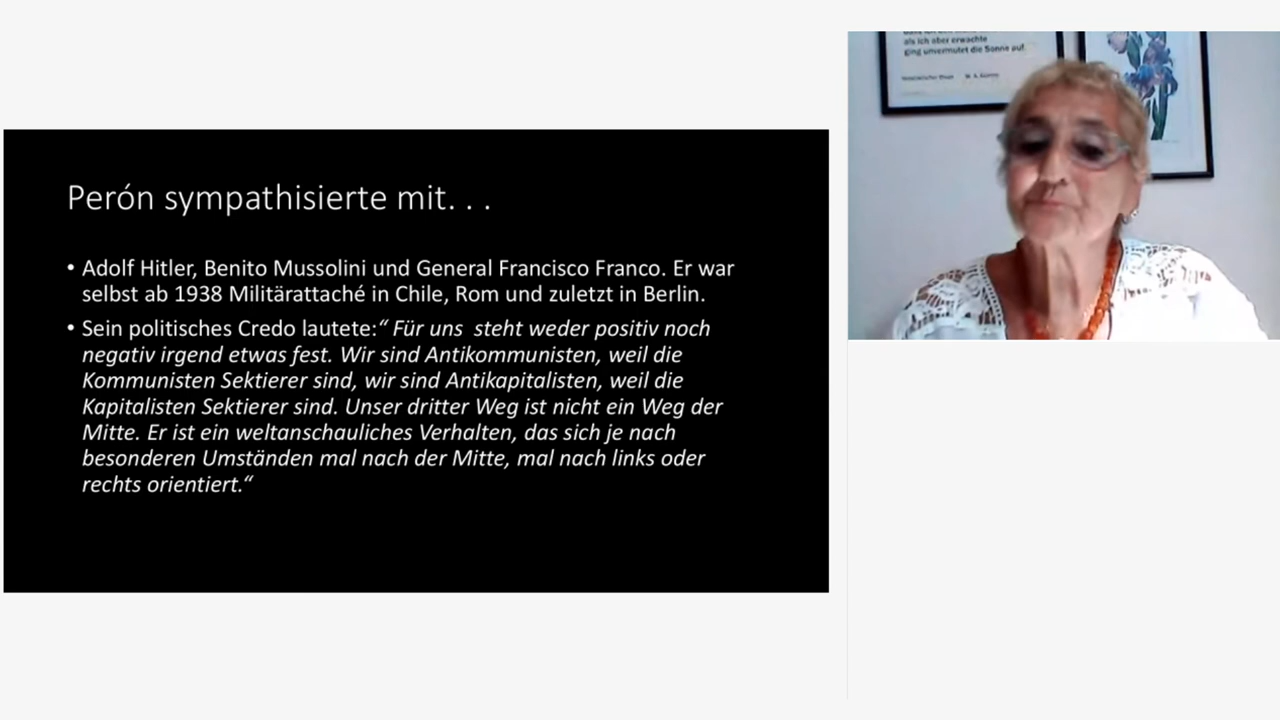 Perón sympathisierte mit. . .
• Adolf Hitler, Benito Mussolini und General Francisco Franco. Er war
selbst ab 1938 Militärattaché in Chile, Rom und zuletzt in Berlin.
• Sein politisches Credo lautete:“ Für uns steht weder positiv noch
negativ irgend etwas fest. Wir sind Antikommunisten, weil die
Kommunisten Sektierer sind, wir sind Antikapitalisten, weil die
Kapitalisten Sektierer sind. Unser dritter Weg ist nicht ein Weg der
Mitte. Er ist ein weltanschauliches Verhalten, das sich je nach
besonderen Umständen mal nach der Mitte, mal nach links oder
rechts orientiert.“
als ich aber erwachte
ging unvermutet die Sonne auf.